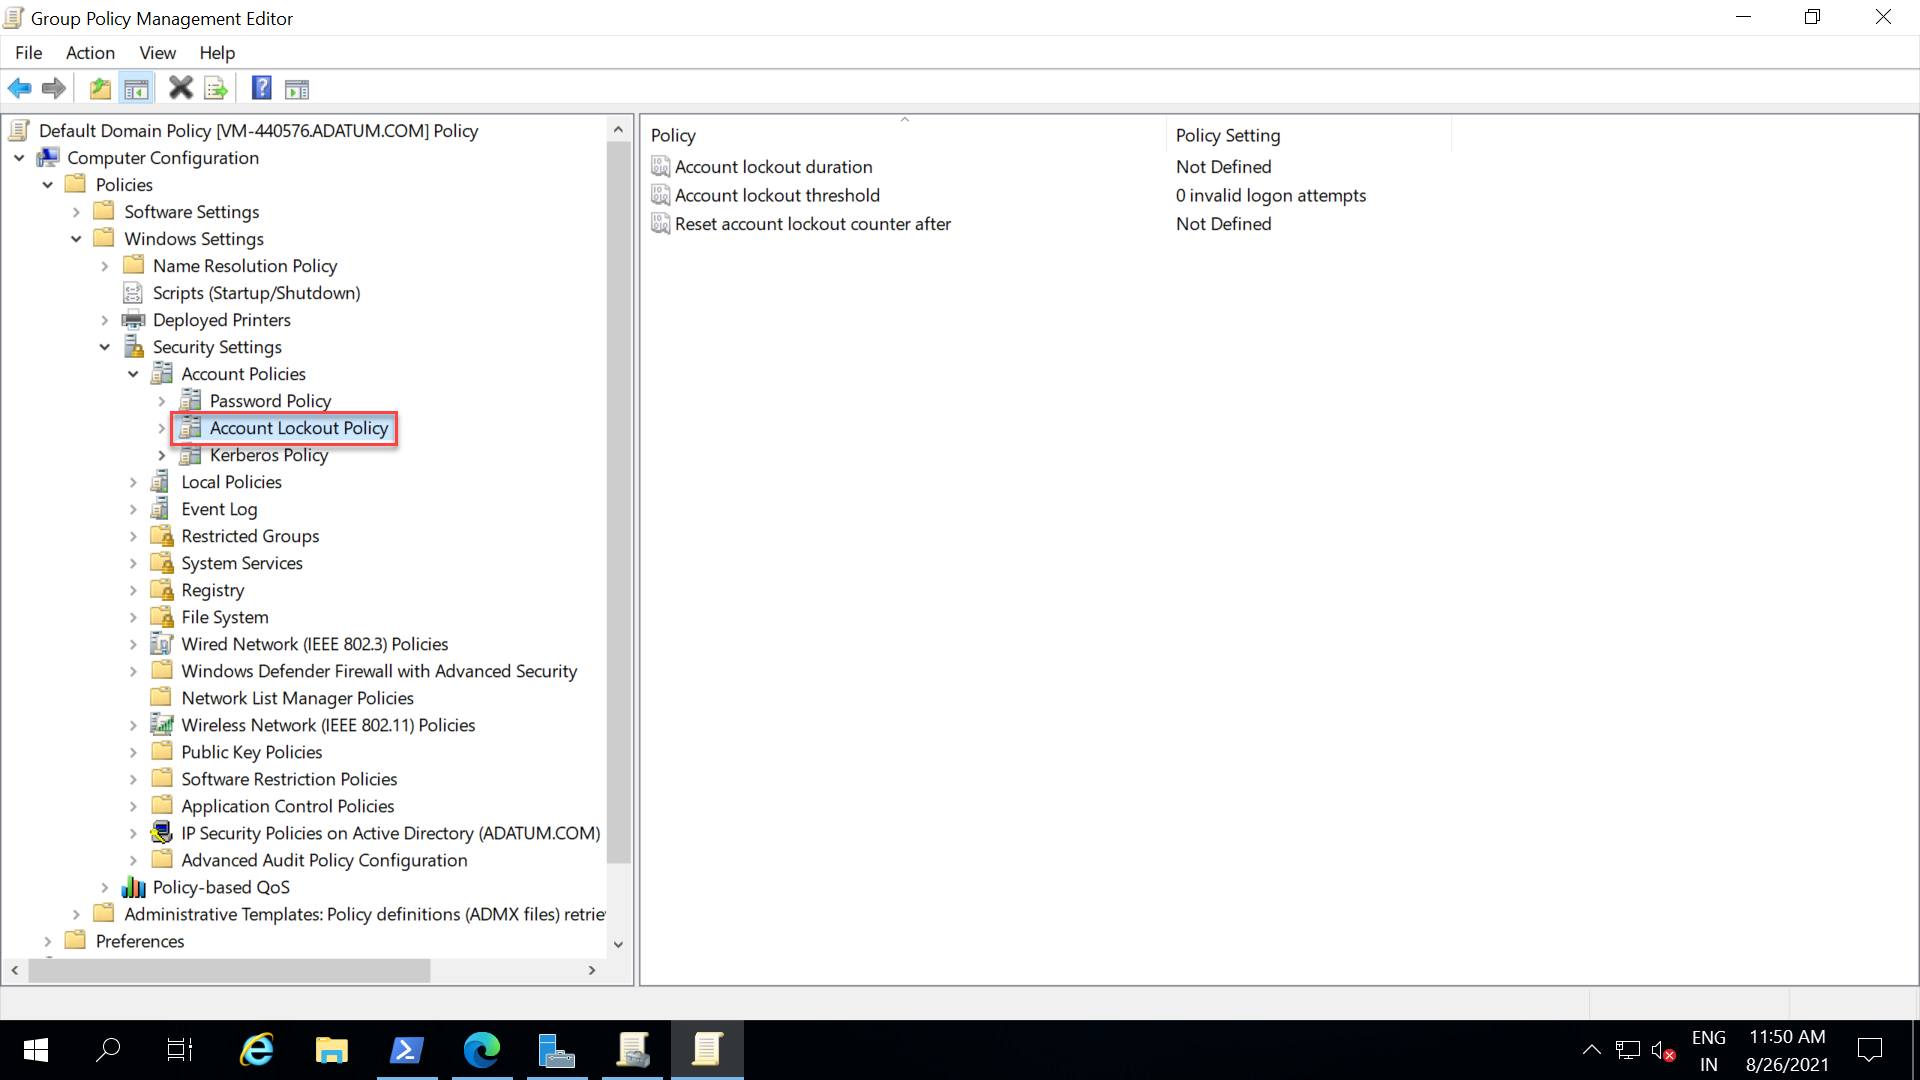 Group Policy Management Editor
File Action View Help
Default Domain Policy [VM-440576.ADATUM.COM] Policy
Computer Configuration
Policies
Software Settings
Windows Settings
Name Resolution Policy
Scripts (Startup/Shutdown)
Deployed Printers
Security Settings
Account Policies
Password Policy
Account Lockout Policy
Kerberos Policy
Local Policies
Event Log
Restricted Groups
System Services
Registry
File System
Wired Network (IEEE 802.3) Policies
Windows Defender Firewall with Advanced Security
Network List Manager Policies
Wireless Network (IEEE 802.11) Policies
Public Key Policies
Software Restriction Policies
Application Control Policies
IP Security Policies on Active Directory (ADATUM.COM)
Advanced Audit Policy Configuration
Policy-based QoS
Administrative Templates: Policy definitions (ADMX files) retrie
Preferences
Policy Policy Setting
Account lockout duration Not Defined
Account lockout threshold 0 invalid logon attempts
Reset account lockout counter after Not Defined
ENG 11:50 AM
IN 8/26/2021